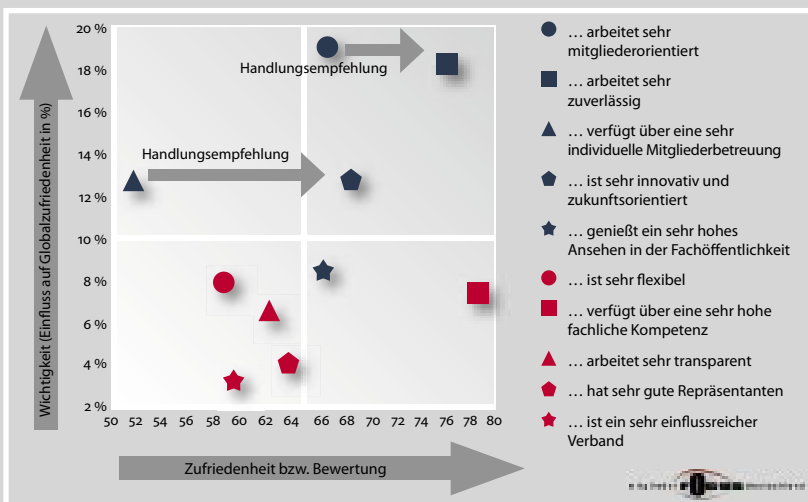 Wichtigkeit (Einfluss auf Globalzufriedenheit in %)
20 %
18 %
16 %
14 %
12 %
10 %
8 %
6 %
4 %
2 %
Handlungsempfehlung
Handlungsempfehlung
50 52 54 56 58 60 62 64 66 68 70 72 74 76 78 80
Zufriedenheit bzw. Bewertung
… arbeitet sehr
mitgliederorientiert
… arbeitet sehr
zuverlässig
… verfügt über eine sehr
individuelle Mitgliederbetreuung
… ist sehr innovativ und
zukunftsorientiert
… genießt ein sehr hohes
Ansehen in der Fachöffentlichkeit
… ist sehr flexibel
… verfügt über eine sehr hohe
fachliche Kompetenz
… arbeitet sehr transparent
… hat sehr gute Repräsentanten
… ist ein sehr einflussreicher
Verband